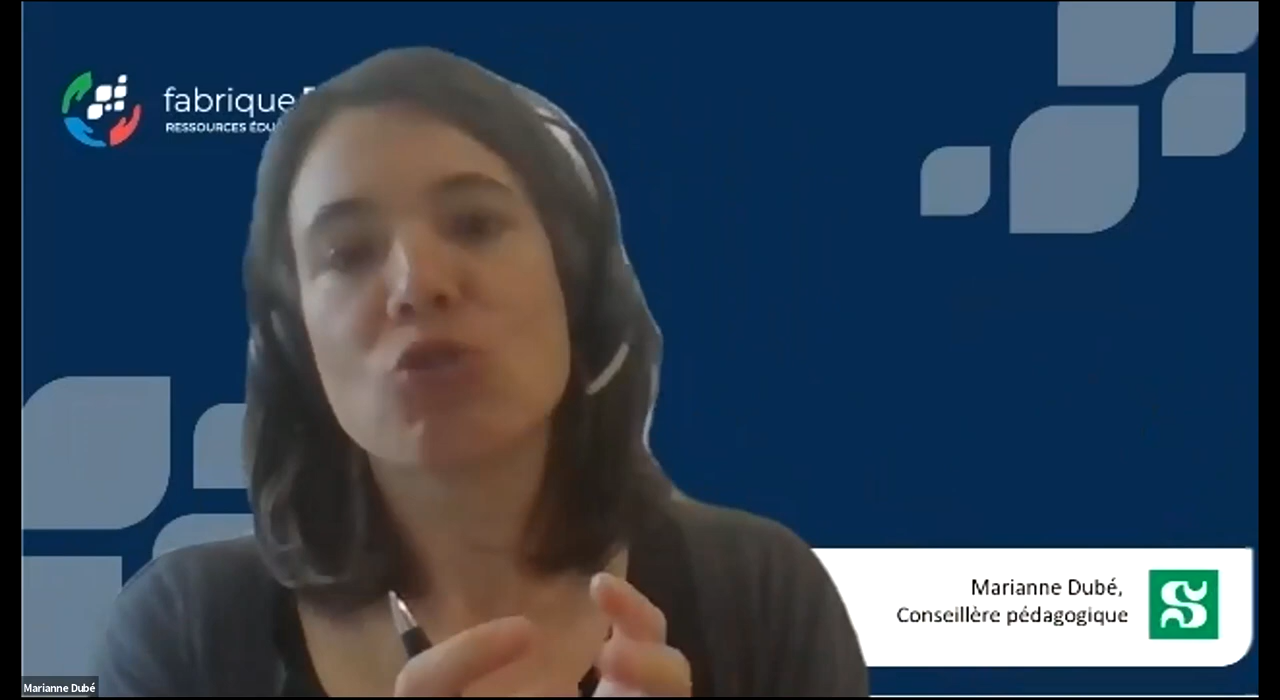 fabrique
RESSOURCES ÉDU
Marianne Dubé,
Conseillère pédagogique
Marianne Dubé